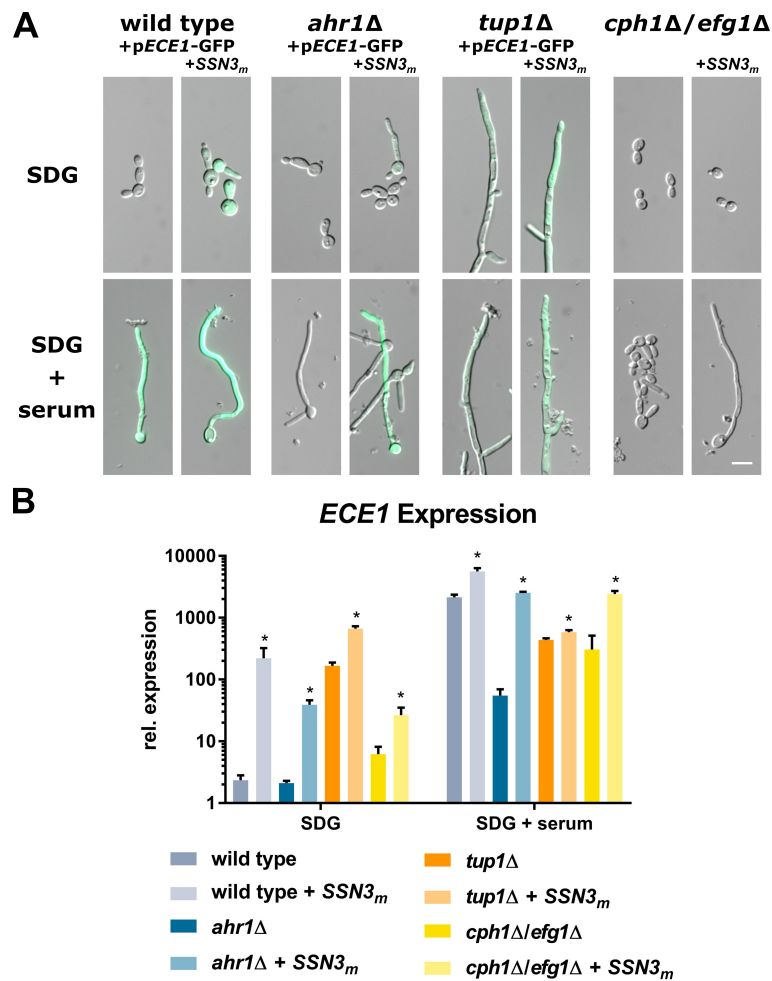 A
wild type ahr1Δ tup1Δ cph1Δ/efg1Δ
+pECE1-GFP +pECE1-GFP +pECE1-GFP
+SSN3m +SSN3m +SSN3m +SSN3m
SDG
SDG
+
serum
B
ECE1 Expression
rel. expression
10000
1000
100
10
1
* * * * * * * *
SDG SDG + serum
wild type
wild type + SSN3m
ahr1Δ
ahr1Δ + SSN3m
tup1Δ
tup1Δ + SSN3m
cph1Δ/efg1Δ
cph1Δ/efg1Δ + SSN3m